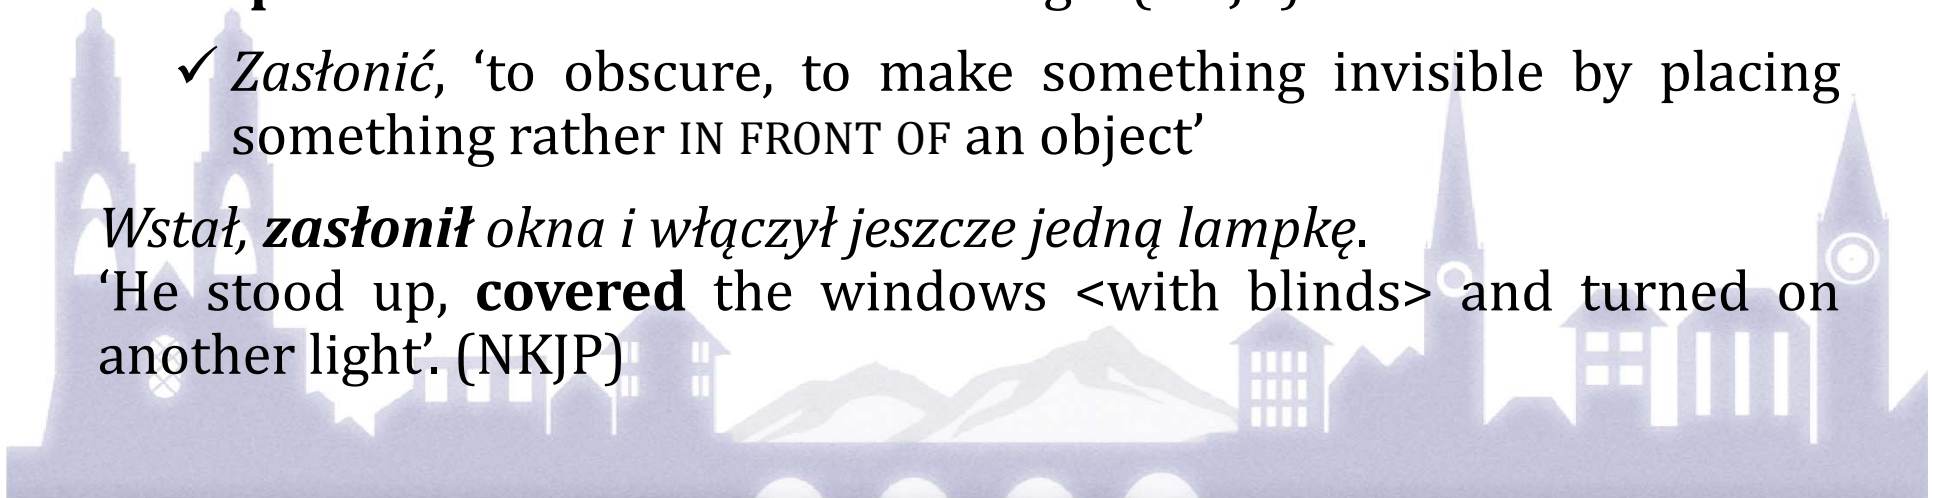 ✓ Zasłonić, ‘to obscure, to make something invisible by placing
something rather IN FRONT OF an object’
Wstał, zasłonił okna i włączył jeszcze jedną lampkę.
‘He stood up, covered the windows <with blinds> and turned on
another light’. (NKJP)